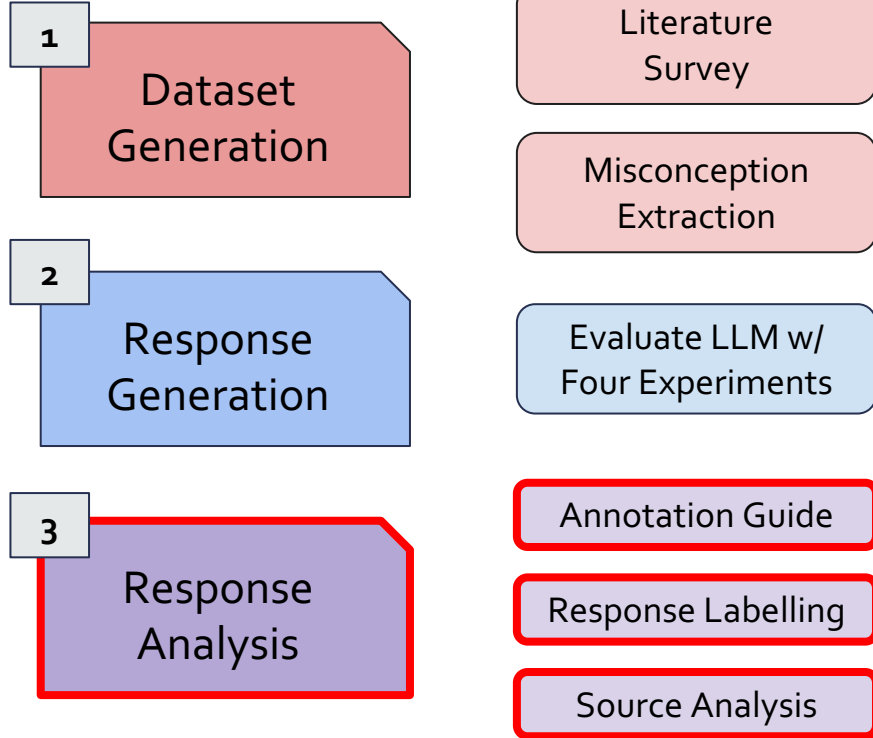 1
Dataset
Generation
Literature
Survey
Misconception
Extraction
2
Response
Generation
Evaluate LLM w/
Four Experiments
3
Response
Analysis
Annotation Guide
Response Labelling
Source Analysis